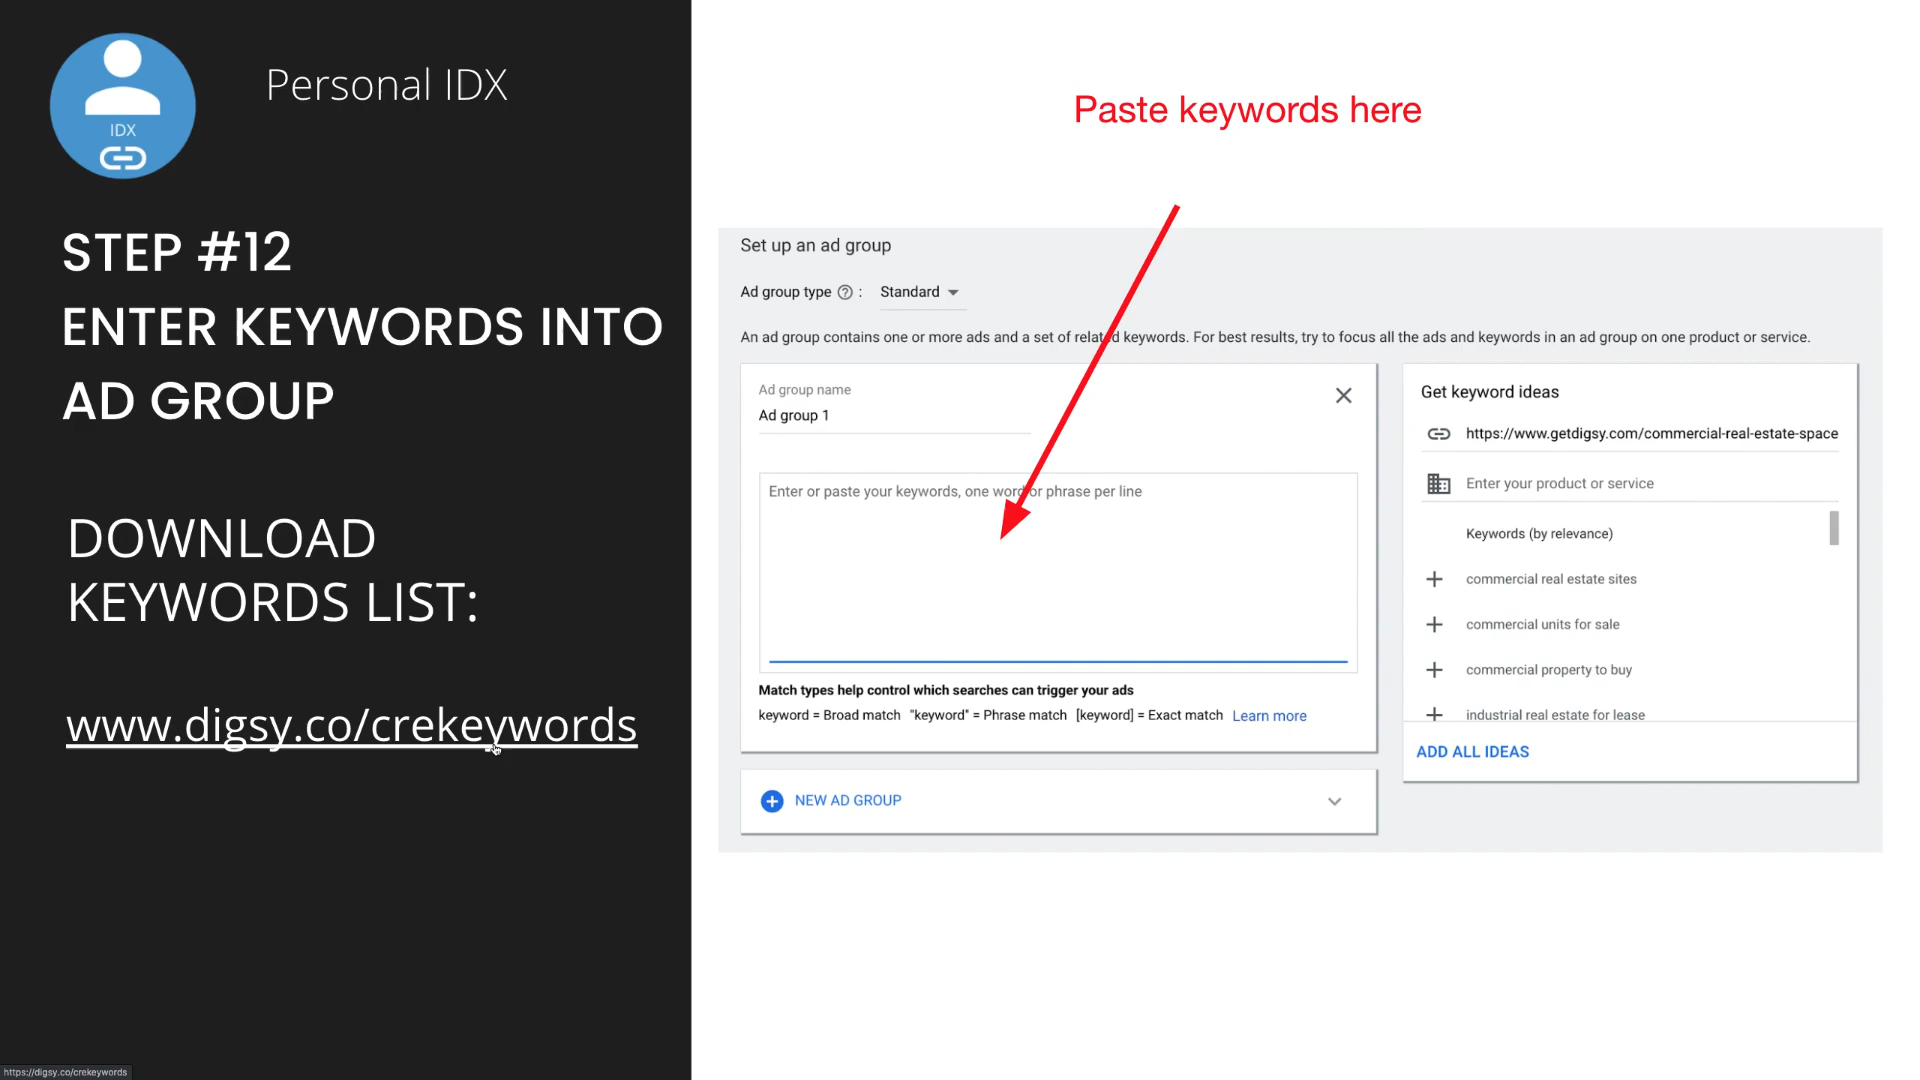 Personal IDX
IDX
STEP #12
ENTER KEYWORDS INTO
AD GROUP
DOWNLOAD
KEYWORDS LIST:
www.digsy.co/crekeywords
https://digsy.co/crekeywords
Paste keywords here
Set up an ad group
Ad group type ? : Standard
An ad group contains one or more ads and a set of related keywords. For best results, try to focus all the ads and keywords in an ad group on one product or service.
Ad group name
Ad group 1
Enter or paste your keywords, one word or phrase per line
Match types help control which searches can trigger your ads
keyword = Broad match "keyword" = Phrase match [keyword] = Exact match Learn more
NEW AD GROUP
Get keyword ideas
https://www.getdigsy.com/commercial-real-estate-space
Enter your product or service
Keywords (by relevance)
commercial real estate sites
commercial units for sale
commercial property to buy
industrial real estate for lease
ADD ALL IDEAS